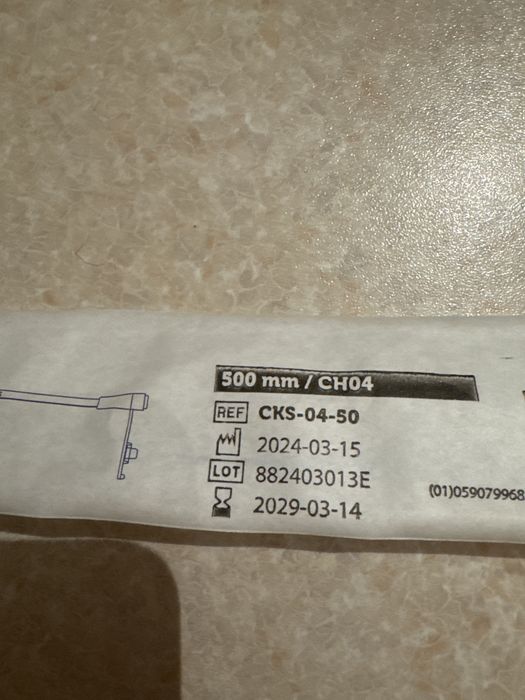 500 mm / CH04
REF CKS-04-50
2024-03-15
LOT 882403013E
2029-03-14
(01)059079968